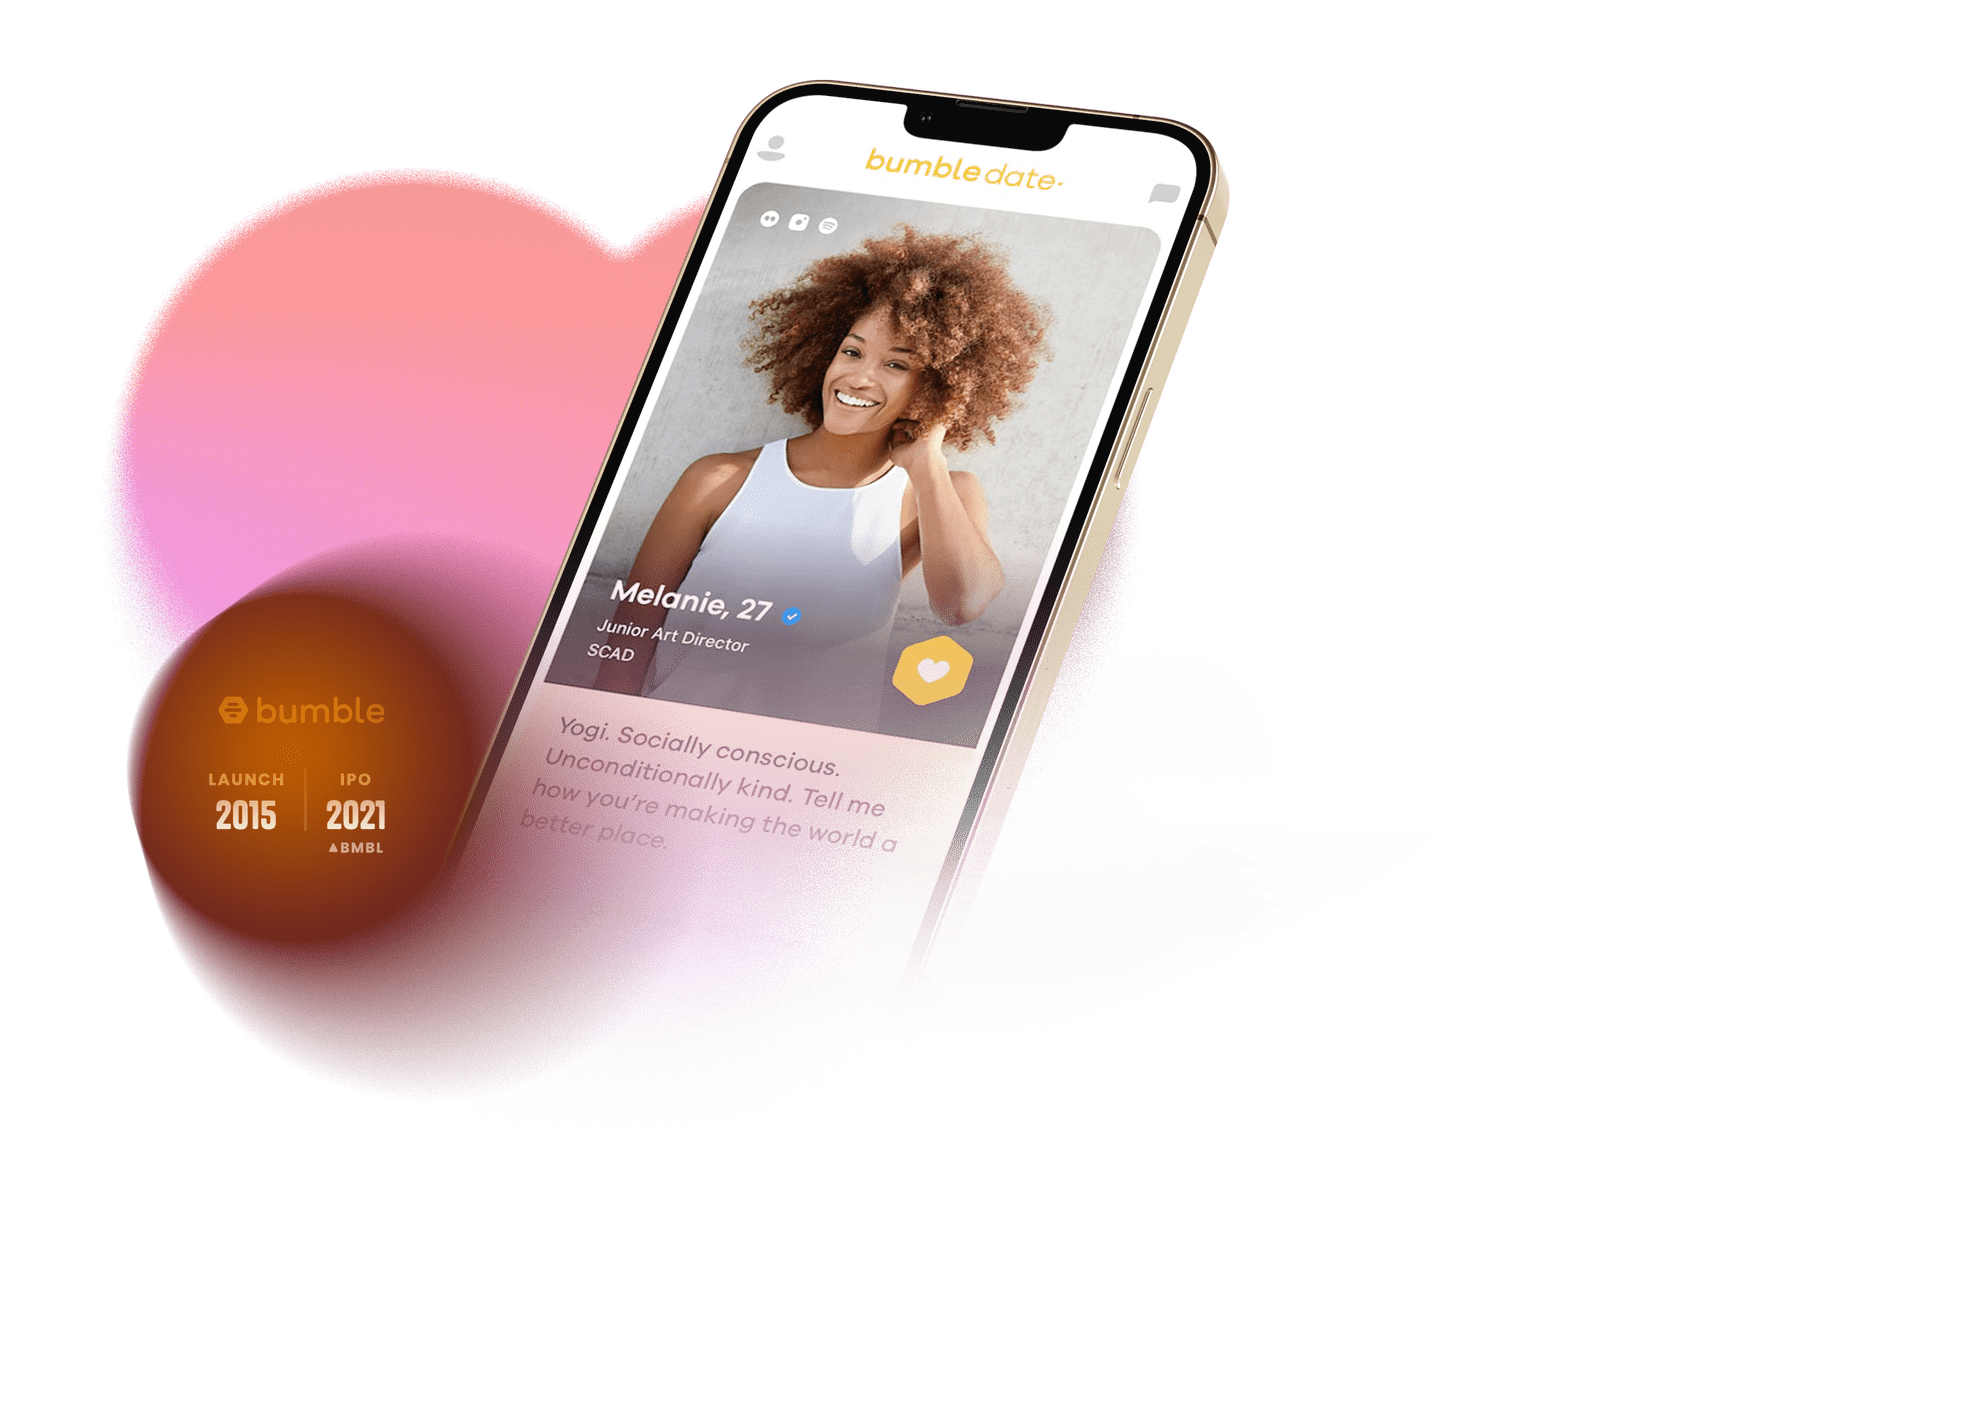 bumble date
Melanie, 27
Junior Art Director
SCAD
Yogi. Socially conscious.
Unconditionally kind. Tell me
how you’re making the world a
better place.
bumble
LAUNCH
2015
IPO
2021
▲BMBL